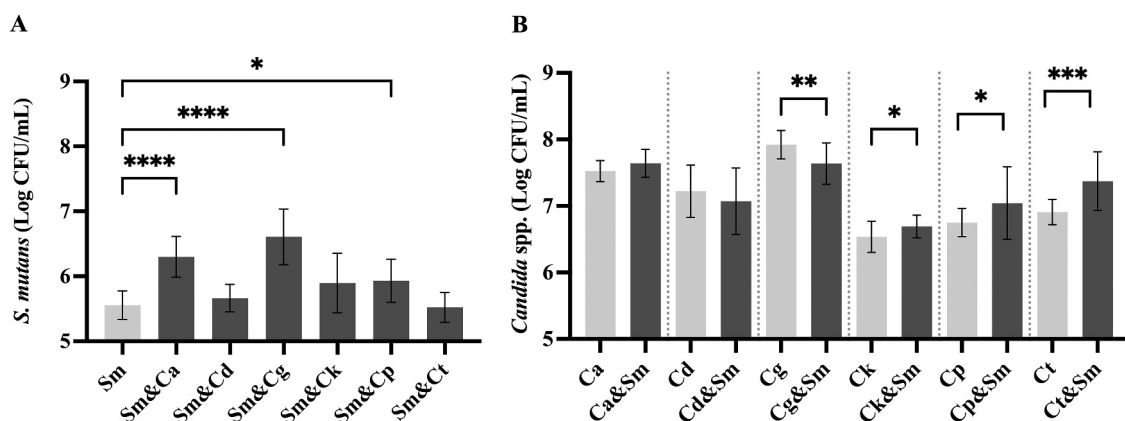 A
S. mutans (Log CFU/mL)
9
8
7
6
5
*
****
****
Sm
Sm&Ca
Sm&Cd
Sm&Cg
Sm&Ck
Sm&Cp
Sm&Ct
B
Candida spp. (Log CFU/mL)
9
8
7
6
5
**
*
*
***
Ca
Ca&Sm
Cd
Cd&Sm
Cg
Cg&Sm
Ck
Ck&Sm
Cp
Cp&Sm
Ct
Ct&Sm